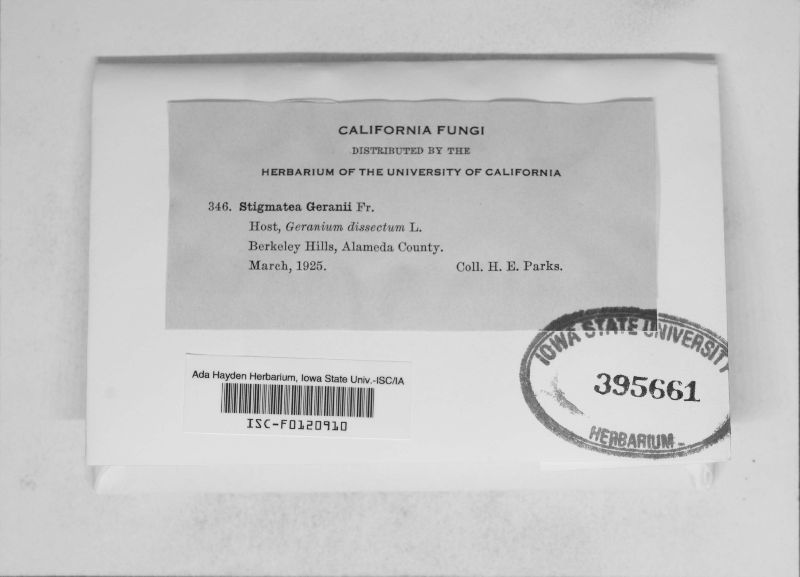 CALIFORNIA FUNGI
DISTRIBUTED BY THE
HERBARIUM OF THE UNIVERSITY OF CALIFORNIA
346. Stigmatea Geranii Fr.
Host, Geranium dissectum L.
Berkeley Hills, Alameda County.
March, 1925. Coll. H. E. Parks.
Ada Hayden Herbarium, Iowa State Univ.-ISC/IA
ISC-F0120910
IOWA STATE UNIVERSITY
395661
HERBARIUM